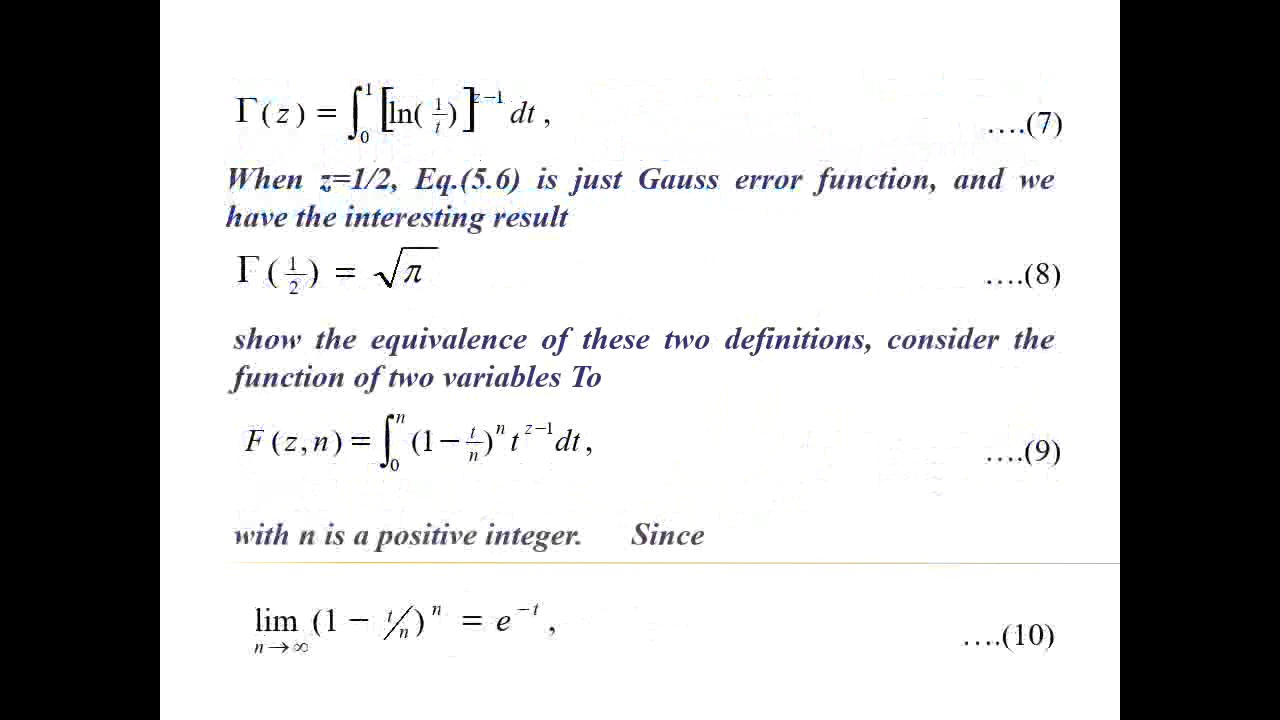 Γ(z) = ∫₀¹ [ln(1/t)]^(z−1) dt, ….(7)
When z=1/2, Eq.(5.6) is just Gauss error function, and we
have the interesting result
Γ(1/2) = √π ….(8)
show the equivalence of these two definitions, consider the
function of two variables To
F(z,n) = ∫₀ⁿ (1 − t/n)ⁿ t^(z−1) dt, ….(9)
with n is a positive integer. Since
lim n→∞ (1 − t/n)ⁿ = e^(−t), ….(10)